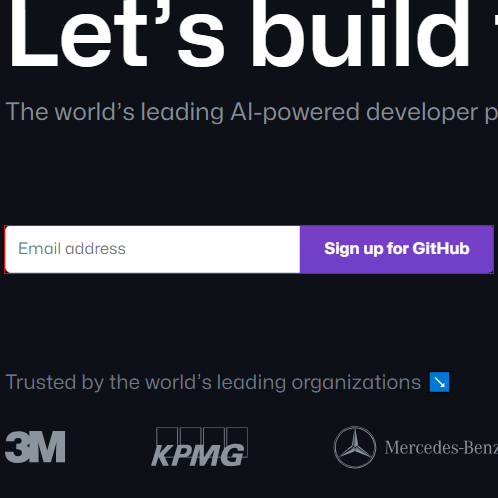 Let’s build
The world’s leading AI-powered developer p
Email address
Sign up for GitHub
Trusted by the world’s leading organizations ↘
3M
KPMG
Mercedes-Benz